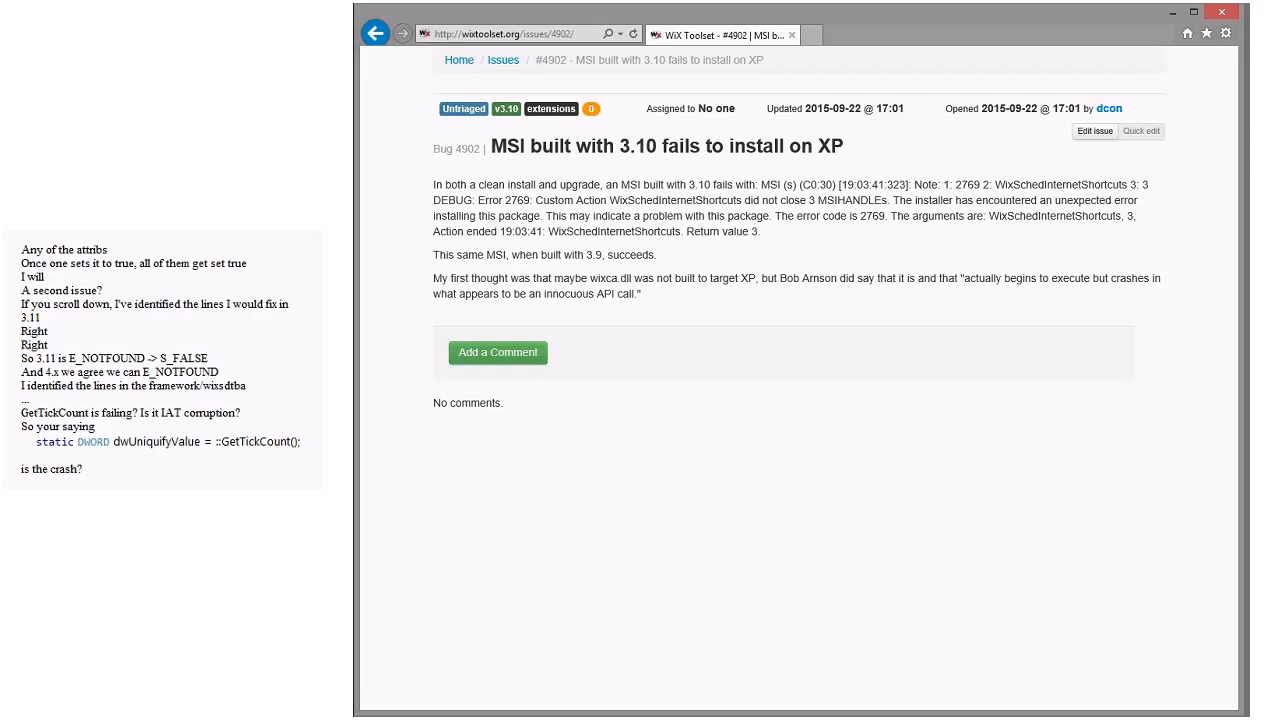 Any of the attribs
Once one sets it to true, all of them get set true
I will
A second issue?
If you scroll down, I've identified the lines I would fix in
3.11
Right
Right
So 3.11 is E_NOTFOUND -> S_FALSE
And 4.x we agree we can E_NOTFOUND
I identified the lines in the framework/wixsdtba
...
GetTickCount is failing? Is it IAT corruption?
So your saying
static DWORD dwUniquifyValue = ::GetTickCount();
is the crash?
http://wixtoolset.org/issues/4902/
WiX Toolset - #4902 | MSI b...
Home / Issues / #4902 - MSI built with 3.10 fails to install on XP
Untriaged v3.10 extensions 0 Assigned to No one Updated 2015-09-22 @ 17:01 Opened 2015-09-22 @ 17:01 by dcon
Edit issue Quick edit
Bug 4902 | MSI built with 3.10 fails to install on XP
In both a clean install and upgrade, an MSI built with 3.10 fails with: MSI (s) (C0:30) [19:03:41:323]: Note: 1: 2769 2: WixSchedInternetShortcuts 3: 3
DEBUG: Error 2769: Custom Action WixSchedInternetShortcuts did not close 3 MSIHANDLEs. The installer has encountered an unexpected error
installing this package. This may indicate a problem with this package. The error code is 2769. The arguments are: WixSchedInternetShortcuts, 3,
Action ended 19:03:41: WixSchedInternetShortcuts. Return value 3.
This same MSI, when built with 3.9, succeeds.
My first thought was that maybe wixca.dll was not built to target XP, but Bob Arnson did say that it is and that "actually begins to execute but crashes in
what appears to be an innocuous API call."
Add a Comment
No comments.